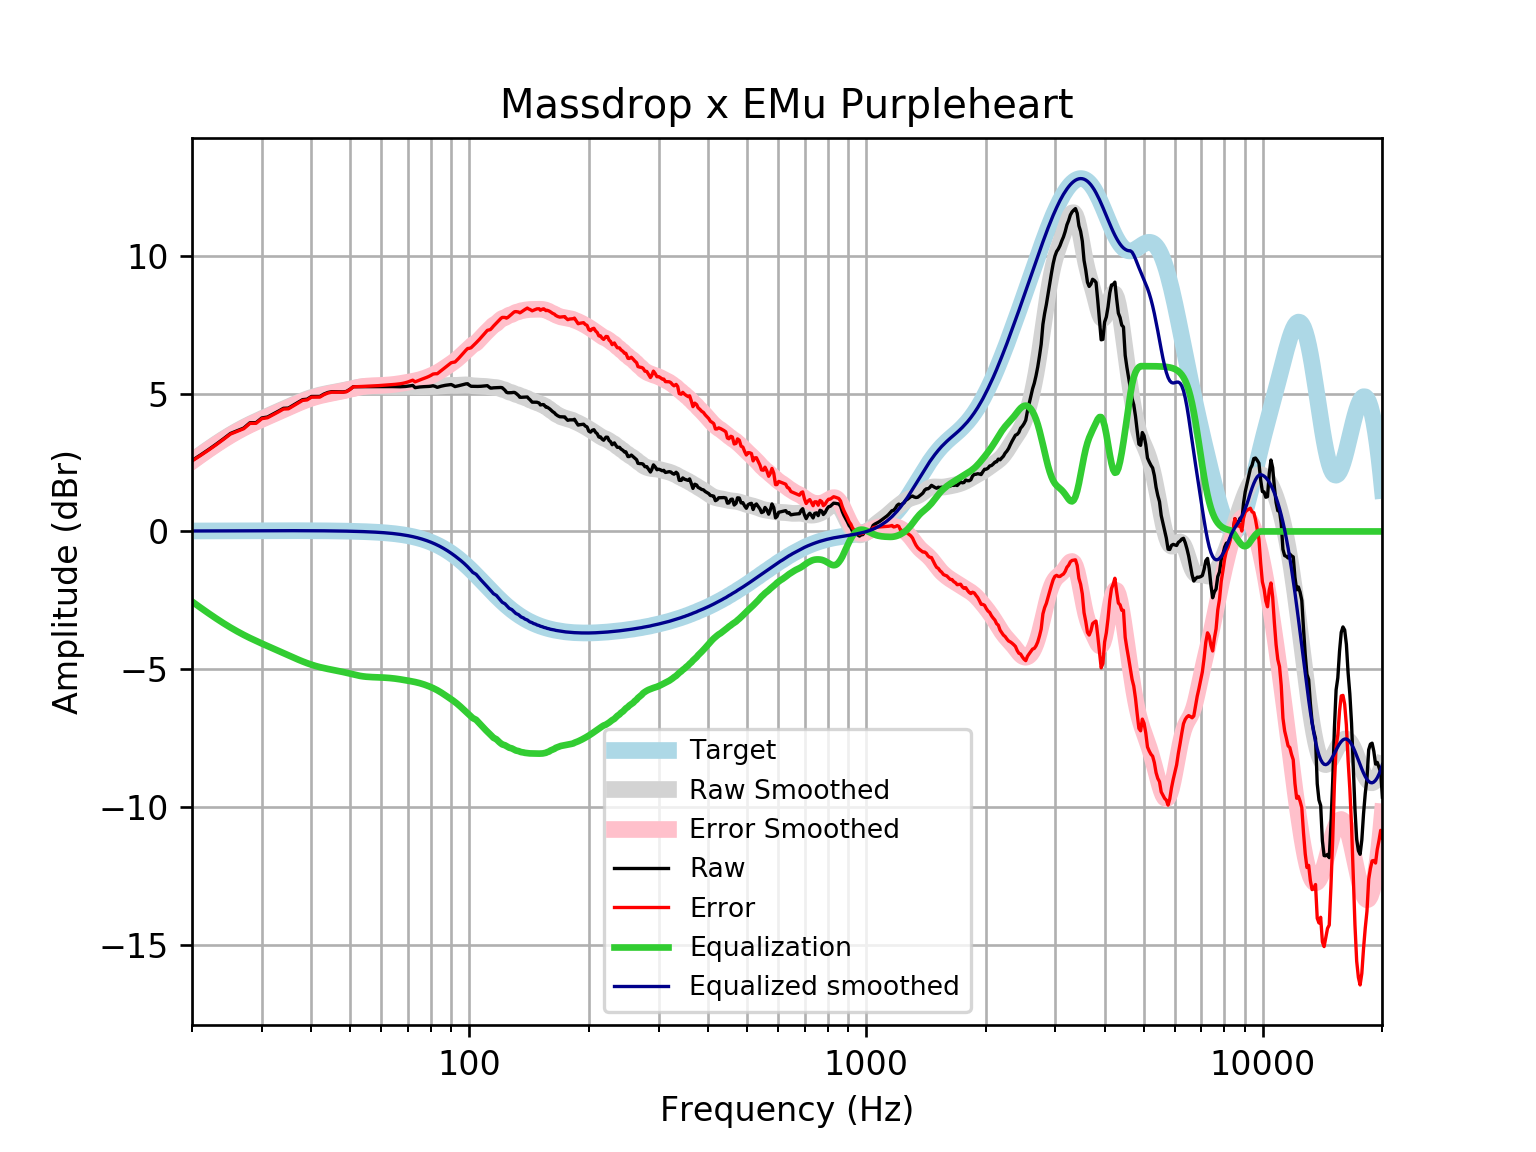 Massdrop x EMu Purpleheart
Amplitude (dBr)
10
5
0
−5
−10
−15
Target
Raw Smoothed
Error Smoothed
Raw
Error
Equalization
Equalized smoothed
100 1000 10000
Frequency (Hz)